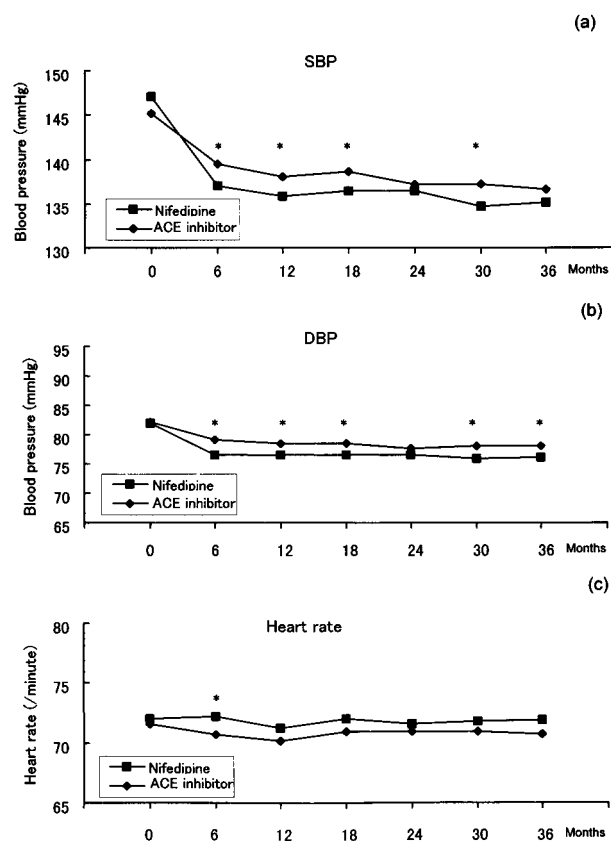 (a)
SBP
Blood pressure (mmHg)
150
145
140
135
130
* * * *
Nifedipine
ACE inhibitor
0 6 12 18 24 30 36 Months
(b)
DBP
Blood pressure (mmHg)
95
90
85
80
75
70
65
* * * * *
Nifedipine
ACE inhibitor
0 6 12 18 24 30 36 Months
(c)
Heart rate
Heart rate (/minute)
80
75
70
65
*
Nifedipine
ACE inhibitor
0 6 12 18 24 30 36 Months